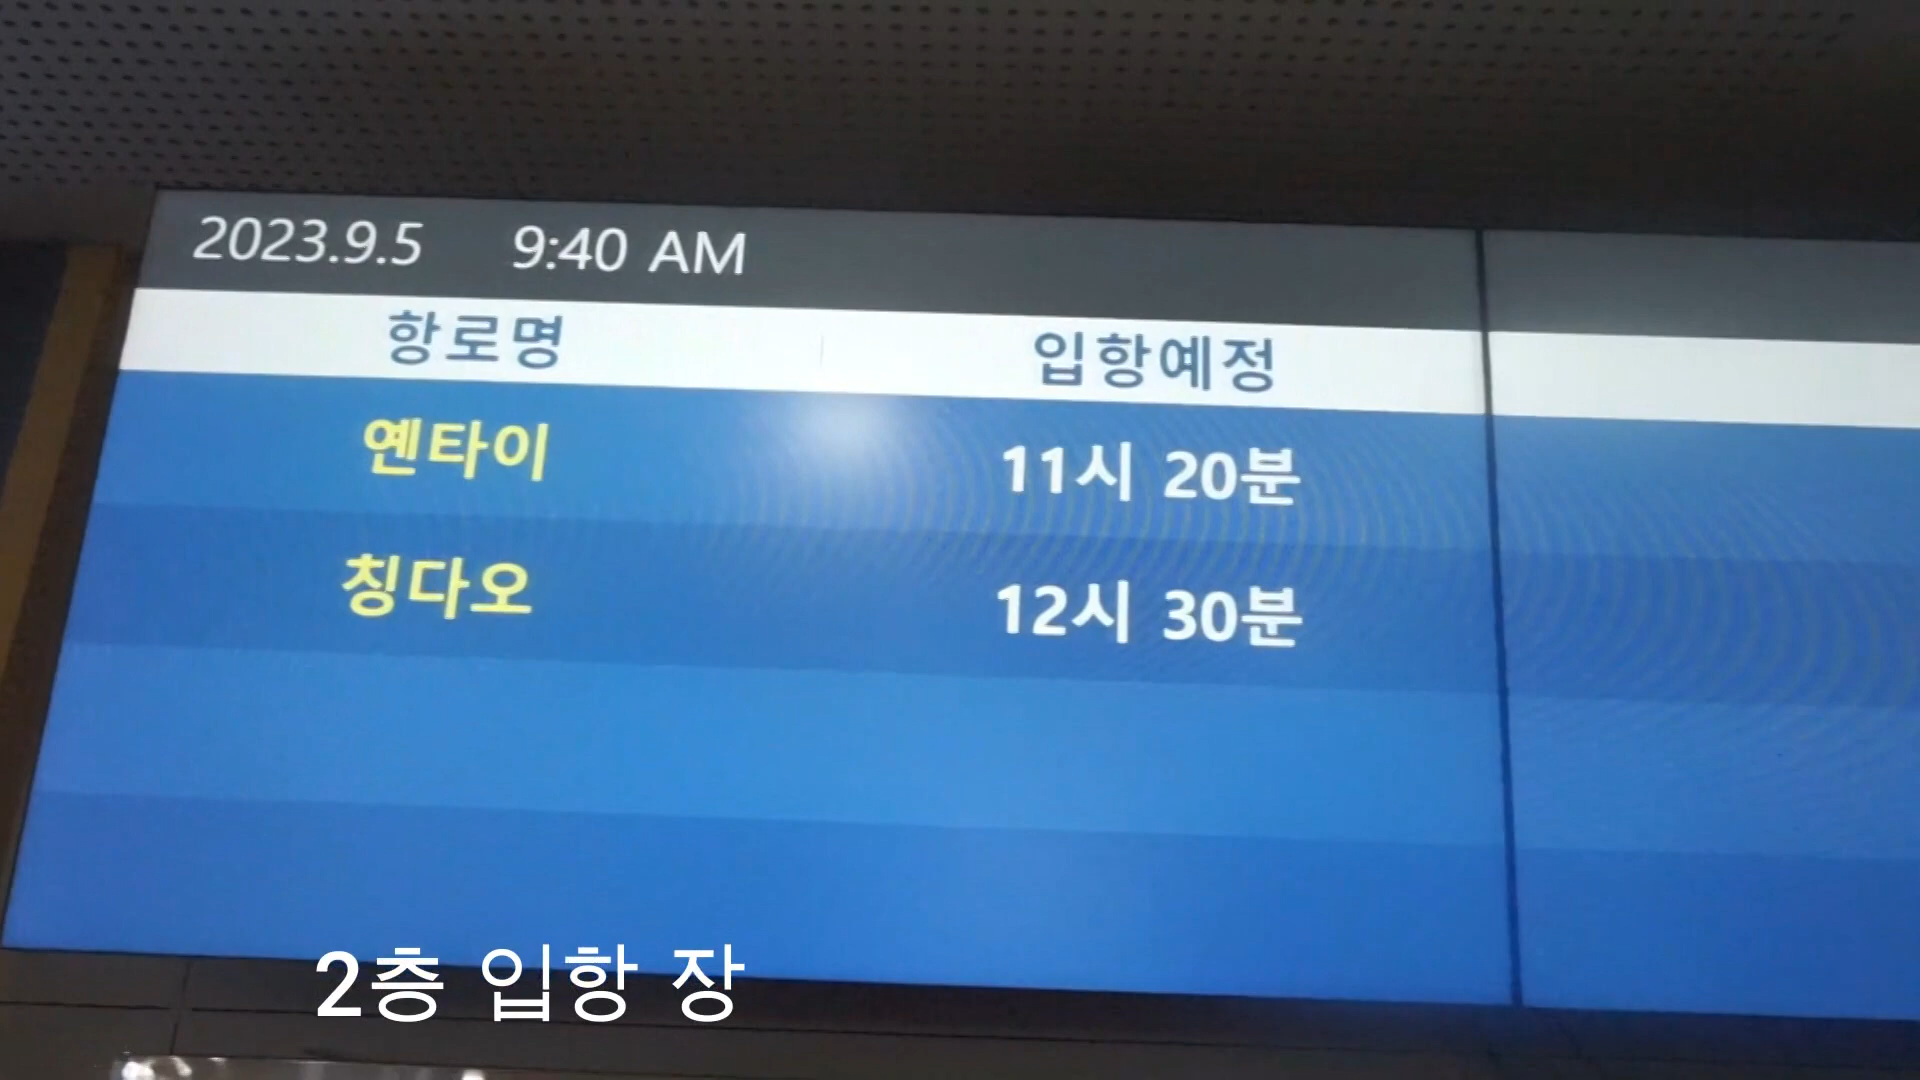 2023.9.5 9:40 AM
항로명 입항예정
옌타이 11시 20분
칭다오 12시 30분
2층 입항 장